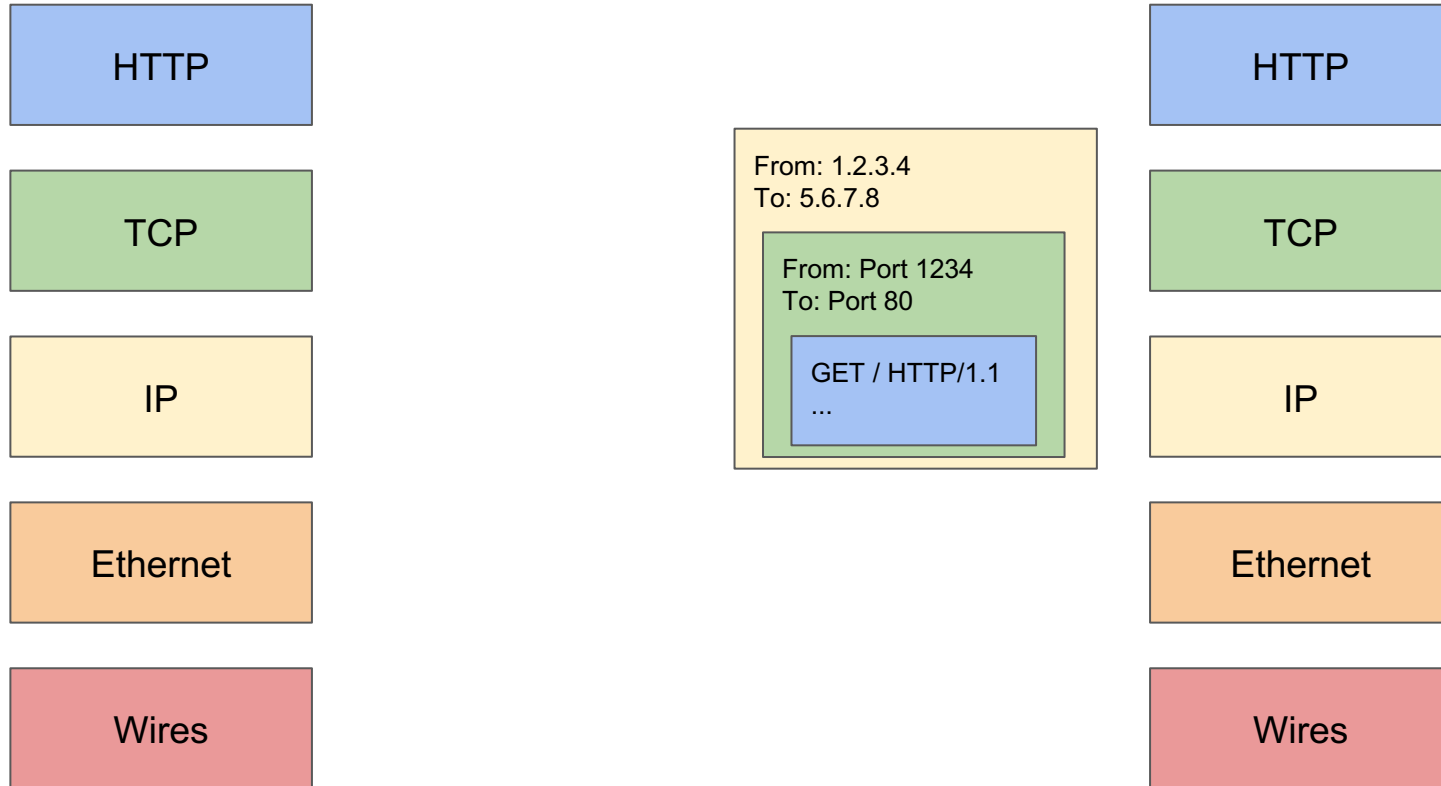 HTTP
TCP
IP
Ethernet
Wires
From: 1.2.3.4
To: 5.6.7.8
From: Port 1234
To: Port 80
GET / HTTP/1.1
...
HTTP
TCP
IP
Ethernet
Wires